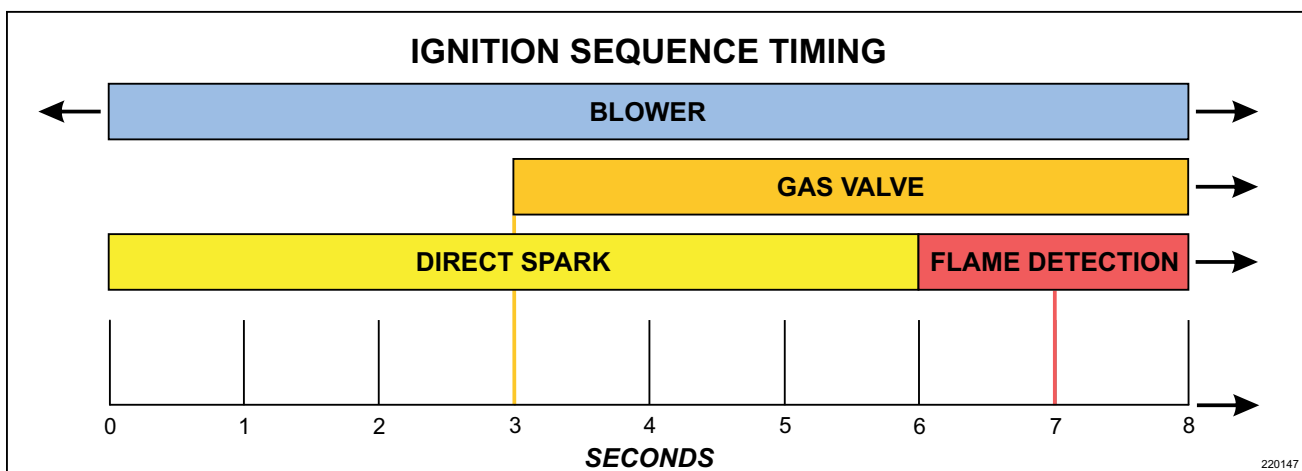 IGNITION SEQUENCE TIMING
BLOWER
GAS VALVE
DIRECT SPARK FLAME DETECTION
0 1 2 3 4 5 6 7 8
SECONDS
220147